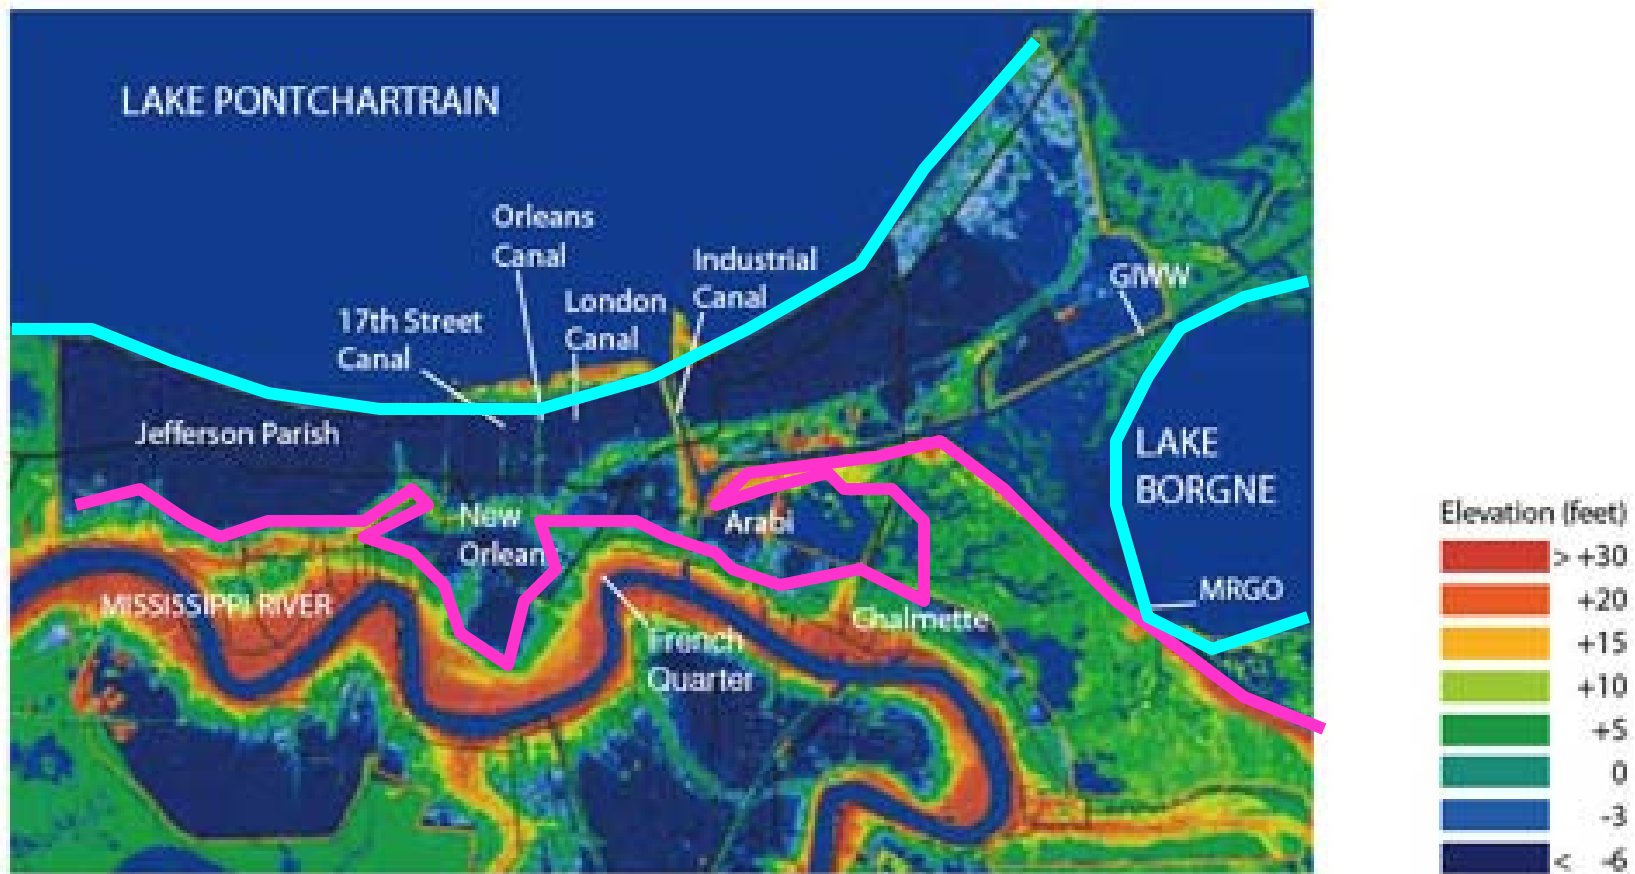 LAKE PONTCHARTRAIN
Orleans
Canal
Industrial
Canal
London
Canal
17th Street
Canal
GIWW
Jefferson Parish
LAKE
BORGNE
New
Orlean
Arabi
MRGO
MISSISSIPPI RIVER
Chalmette
French
Quarter
Elevation (feet)
> +30
+20
+15
+10
+5
0
-3
< -6